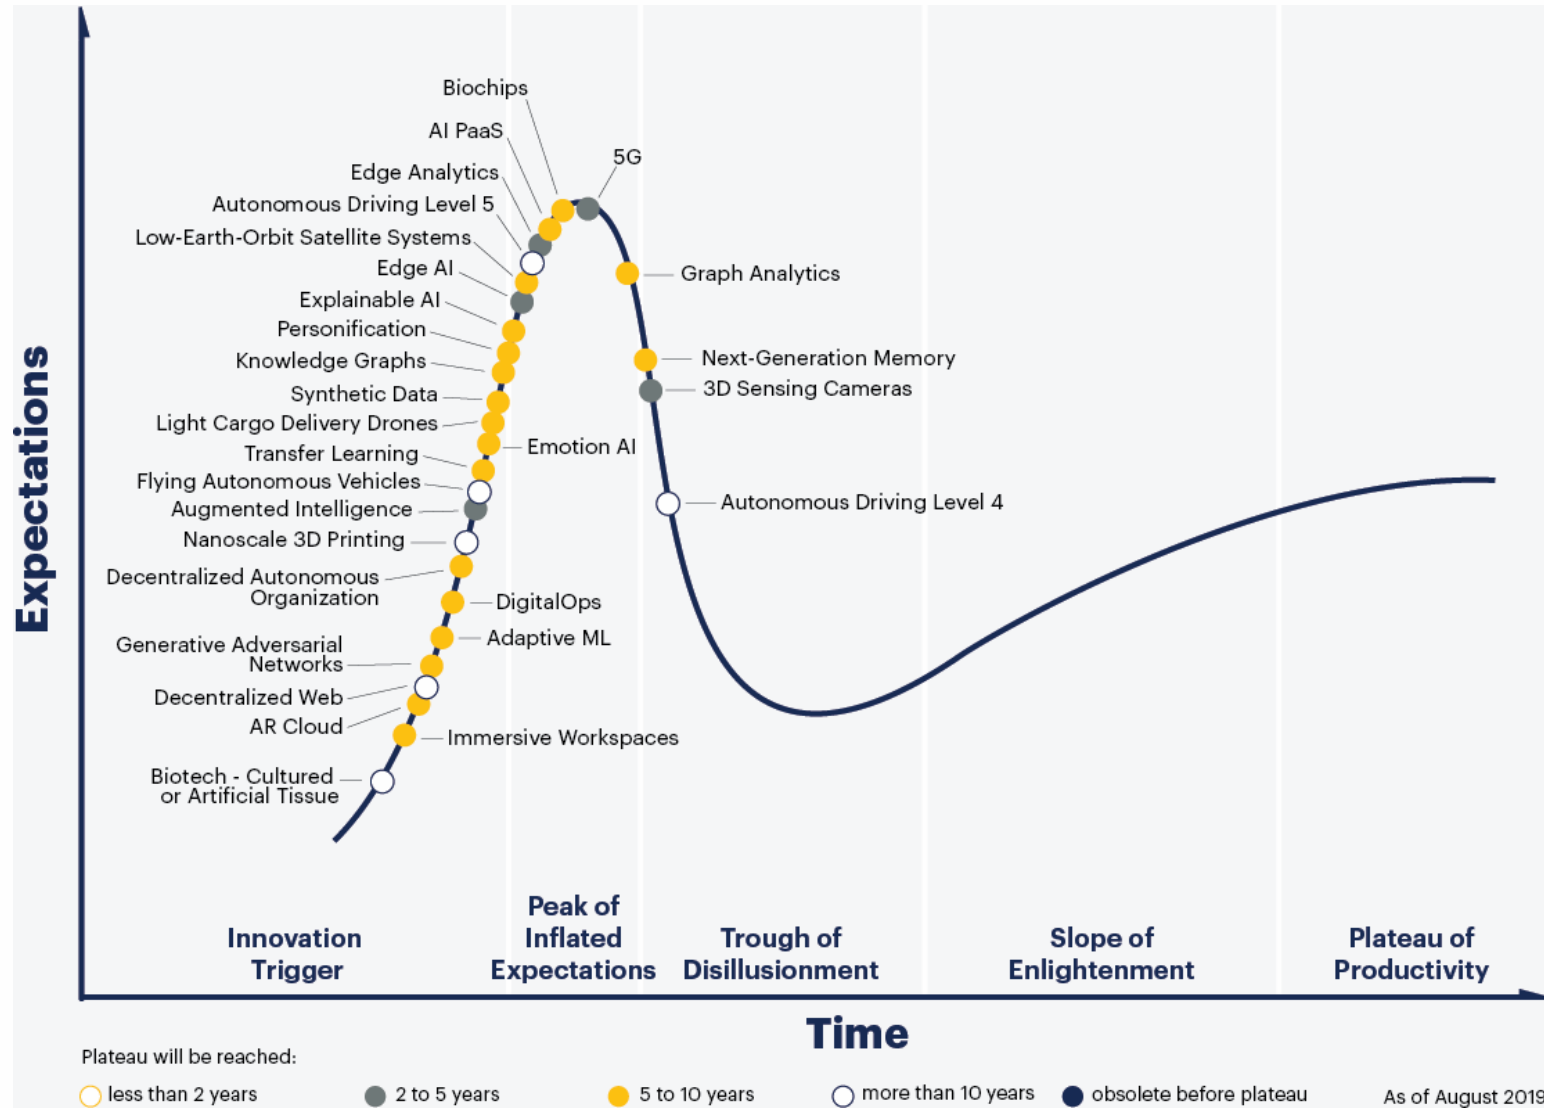 Biochips
AI PaaS
5G
Edge Analytics
Autonomous Driving Level 5
Low-Earth-Orbit Satellite Systems
Edge AI
Graph Analytics
Explainable AI
Personification
Knowledge Graphs
Next-Generation Memory
Synthetic Data
3D Sensing Cameras
Light Cargo Delivery Drones
Emotion AI
Transfer Learning
Flying Autonomous Vehicles
Augmented Intelligence
Autonomous Driving Level 4
Nanoscale 3D Printing
Decentralized Autonomous
Organization
DigitalOps
Adaptive ML
Generative Adversarial
Networks
Decentralized Web
AR Cloud
Immersive Workspaces
Biotech - Cultured
or Artificial Tissue
Expectations
Innovation
Trigger
Peak of
Inflated
Expectations
Trough of
Disillusionment
Slope of
Enlightenment
Plateau of
Productivity
Time
Plateau will be reached:
less than 2 years
2 to 5 years
5 to 10 years
more than 10 years
obsolete before plateau
As of August 2019